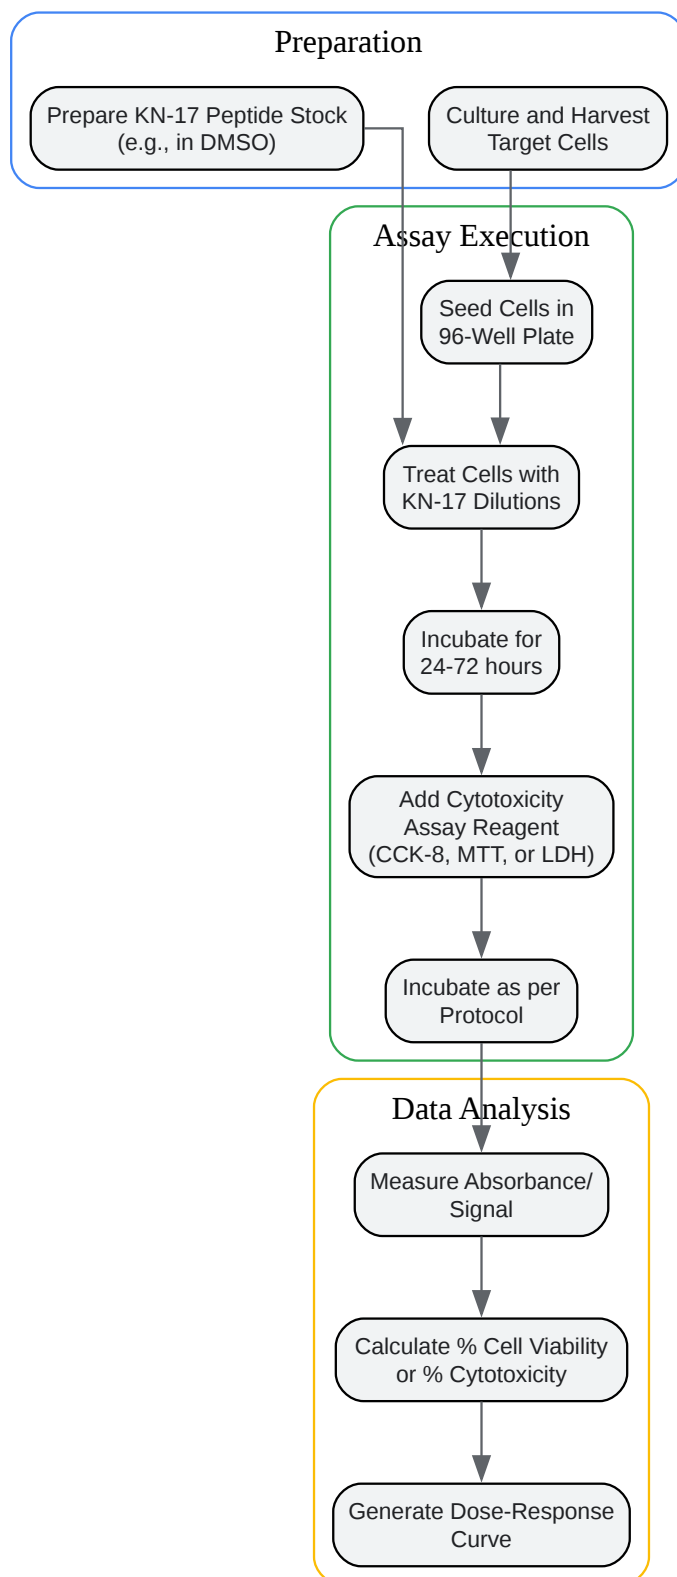 Preparation
Prepare KN-17 Peptide Stock
(e.g., in DMSO)
Culture and Harvest
Target Cells
Assay Execution
Seed Cells in
96-Well Plate
Treat Cells with
KN-17 Dilutions
Incubate for
24-72 hours
Add Cytotoxicity
Assay Reagent
(CCK-8, MTT, or LDH)
Incubate as per
Protocol
Data Analysis
Measure Absorbance/
Signal
Calculate % Cell Viability
or % Cytotoxicity
Generate Dose-Response
Curve